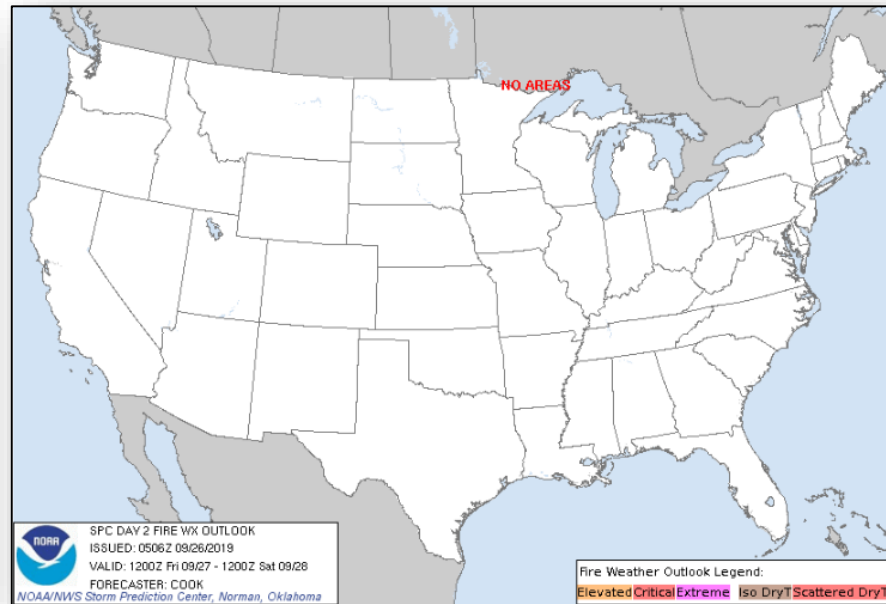 NO AREAS
NOAA
SPC DAY 2 FIRE WX OUTLOOK
ISSUED: 0506Z 09/26/2019
VALID: 1200Z Fri 09/27 - 1200Z Sat 09/28
FORECASTER: COOK
NOAA/NWS Storm Prediction Center, Norman, Oklahoma
Fire Weather Outlook Legend:
Elevated Critical Extreme Iso DryT Scattered DryT